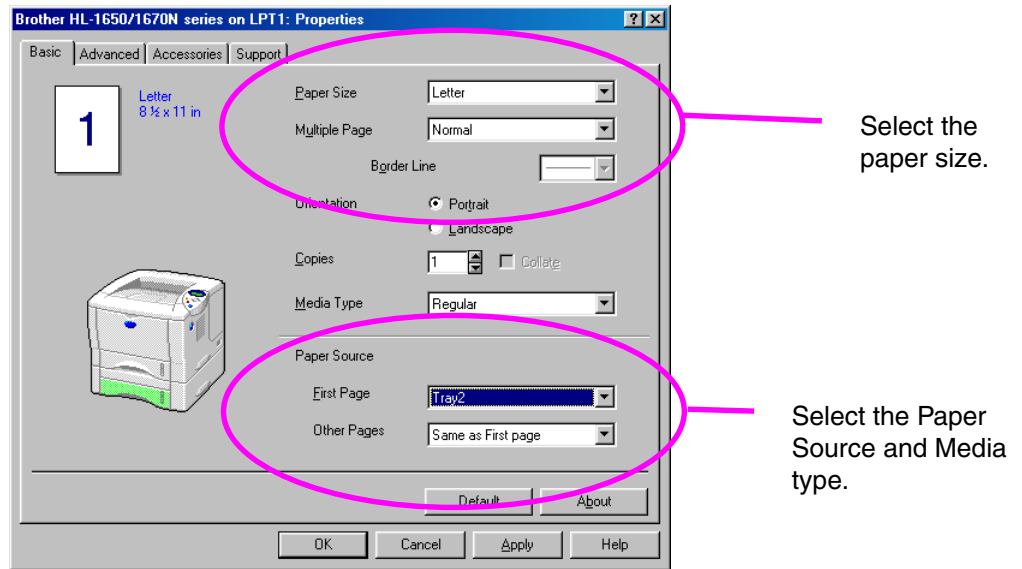 Brother HL-1650/1670N series on LPT1: Properties
Basic Advanced Accessories Support
1
Letter
8 ½ x 11 in
Paper Size Letter
Multiple Page Normal
Border Line
Orientation Portrait
Landscape
Copies 1 Collate
Media Type Regular
Paper Source
First Page Tray2
Other Pages Same as First page
Default About
OK Cancel Apply Help
Select the
paper size.
Select the Paper
Source and Media
type.